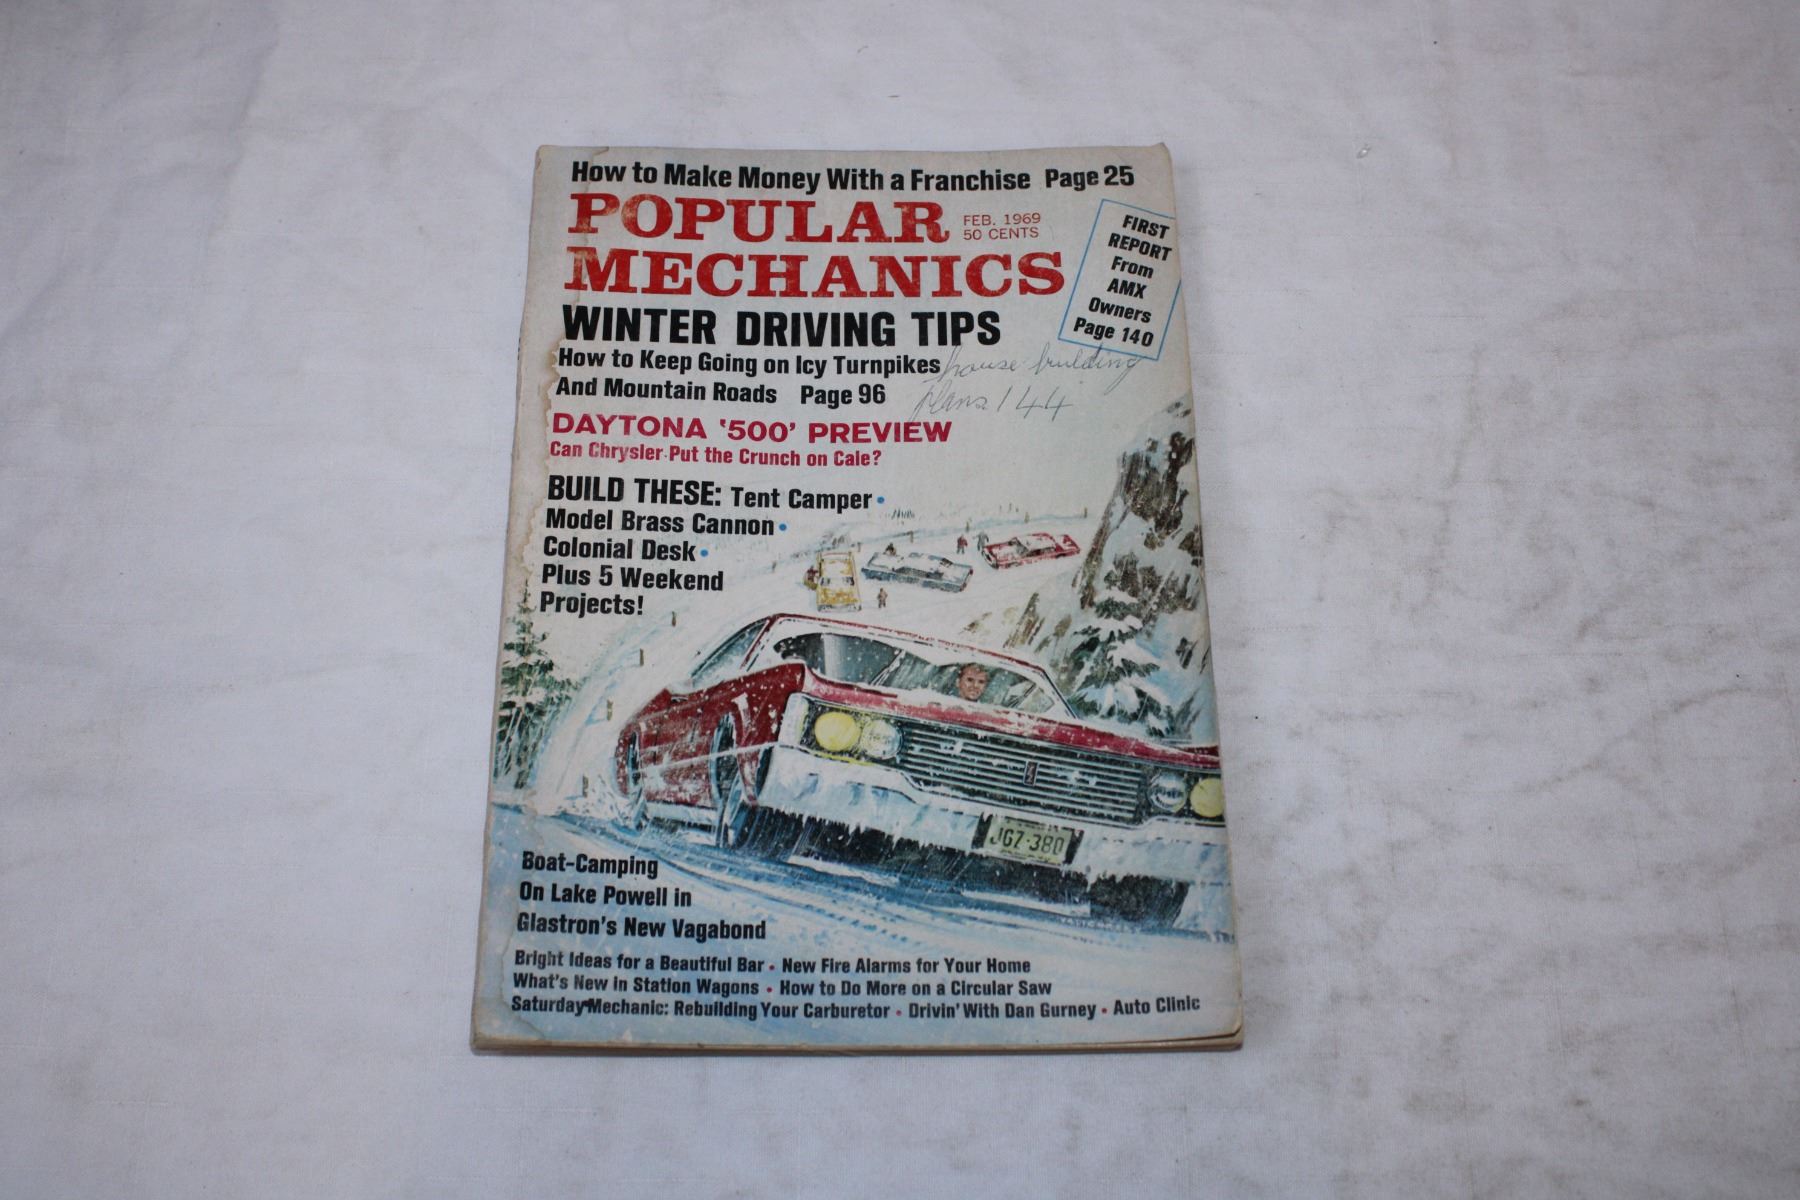 How to Make Money With a Franchise Page 25
POPULAR
MECHANICS
FEB. 1969
50 CENTS
FIRST
REPORT
From
AMX
Owners
Page 140
WINTER DRIVING TIPS
How to Keep Going on Icy Turnpikes
And Mountain Roads Page 96
house building
plans 144
DAYTONA '500' PREVIEW
Can Chrysler Put the Crunch on Cale?
BUILD THESE: Tent Camper •
Model Brass Cannon •
Colonial Desk •
Plus 5 Weekend
Projects!
JGZ-380
Boat-Camping
On Lake Powell in
Glastron's New Vagabond
Bright Ideas for a Beautiful Bar • New Fire Alarms for Your Home
What's New in Station Wagons • How to Do More on a Circular Saw
Saturday Mechanic: Rebuilding Your Carburetor • Drivin' With Dan Gurney • Auto Clinic